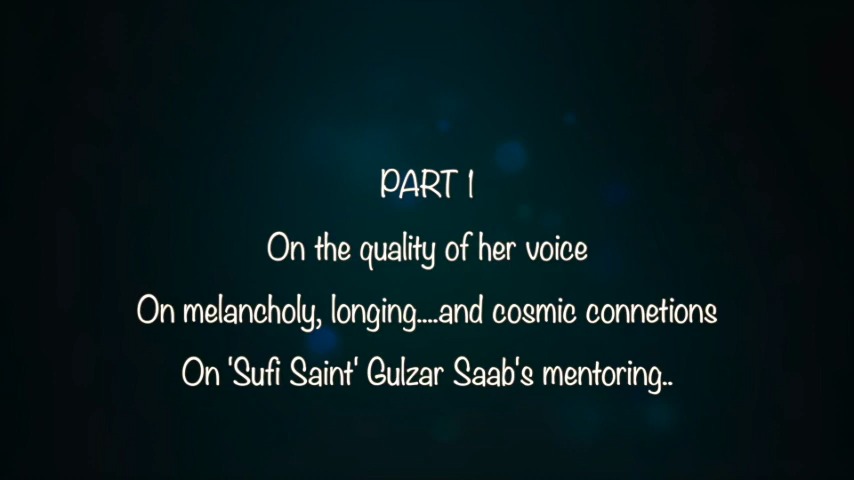 PART 1
On the quality of her voice
On melancholy, longing....and cosmic connetions
On 'Sufi Saint' Gulzar Saab's mentoring..